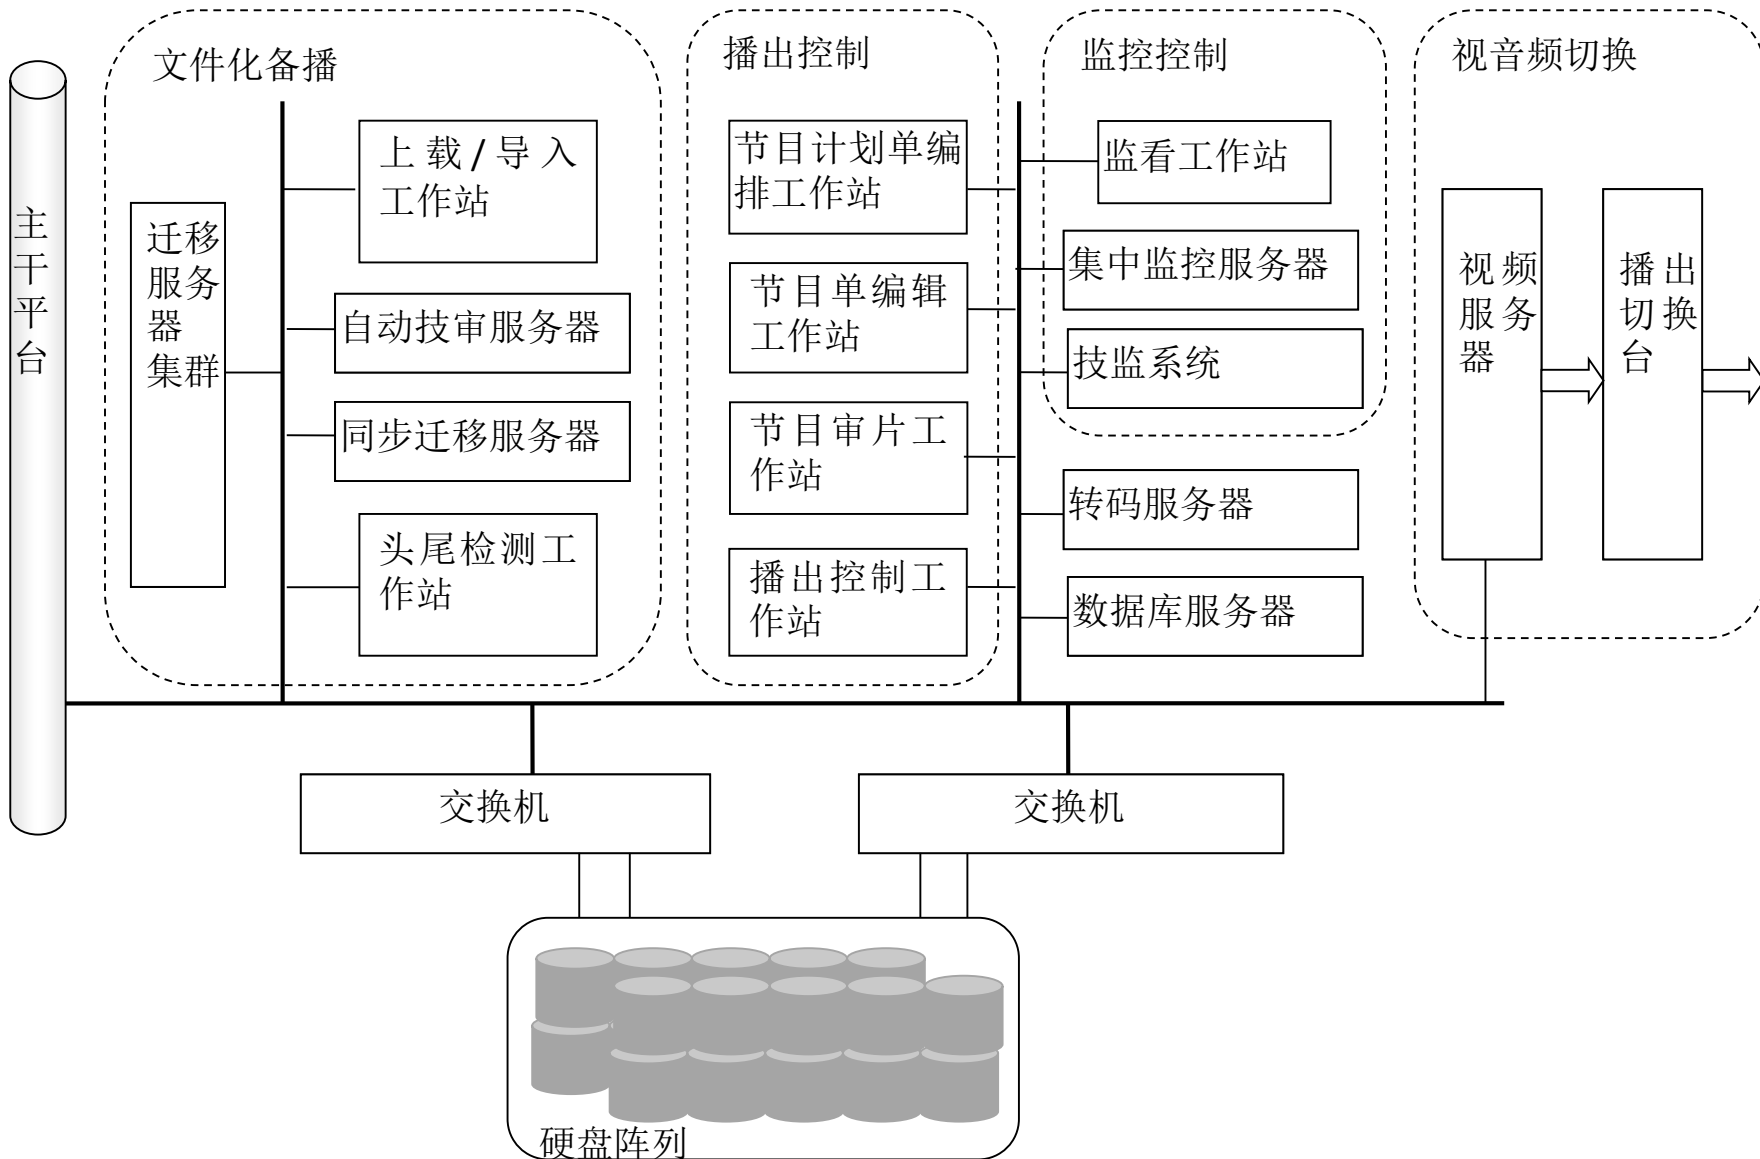 主
干
平
台
文件化备播
迁移
服务
器
集群
上载/导入
工作站
自动技审服务器
同步迁移服务器
头尾检测工
作站
播出控制
节目计划单编
排工作站
节目单编辑
工作站
节目审片工
作站
播出控制工
作站
监控控制
监看工作站
集中监控服务器
技监系统
转码服务器
数据库服务器
视音频切换
视频
服务
器
播出
切换
台
交换机
交换机
硬盘阵列